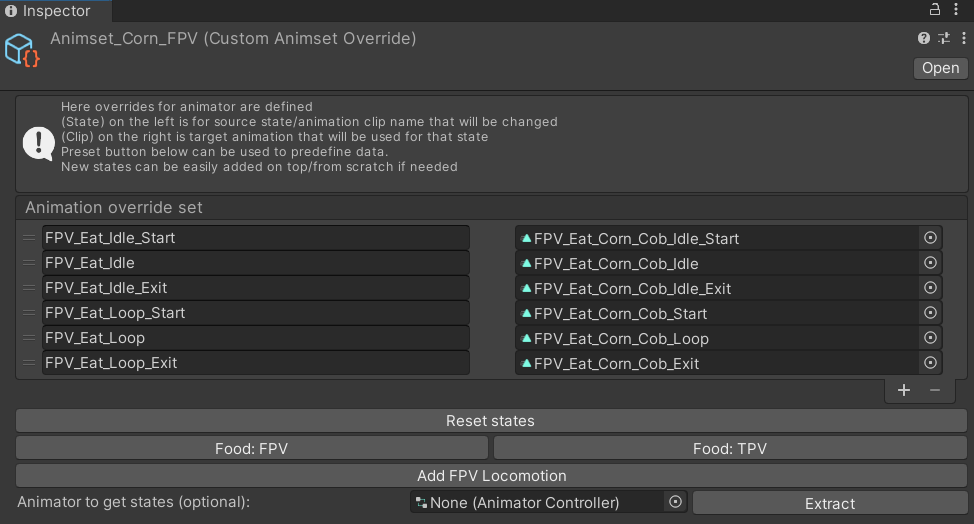 Inspector
Animset_Corn_FPV (Custom Animset Override)
Open
Here overrides for animator are defined
(State) on the left is for source state/animation clip name that will be changed
(Clip) on the right is target animation that will be used for that state
Preset button below can be used to predefine data.
New states can be easily added on top/from scratch if needed
Animation override set
FPV_Eat_Idle_Start FPV_Eat_Corn_Cob_Idle_Start
FPV_Eat_Idle FPV_Eat_Corn_Cob_Idle
FPV_Eat_Idle_Exit FPV_Eat_Corn_Cob_Idle_Exit
FPV_Eat_Loop_Start FPV_Eat_Corn_Cob_Start
FPV_Eat_Loop FPV_Eat_Corn_Cob_Loop
FPV_Eat_Loop_Exit FPV_Eat_Corn_Cob_Exit
Reset states
Food: FPV Food: TPV
Add FPV Locomotion
Animator to get states (optional): None (Animator Controller) Extract